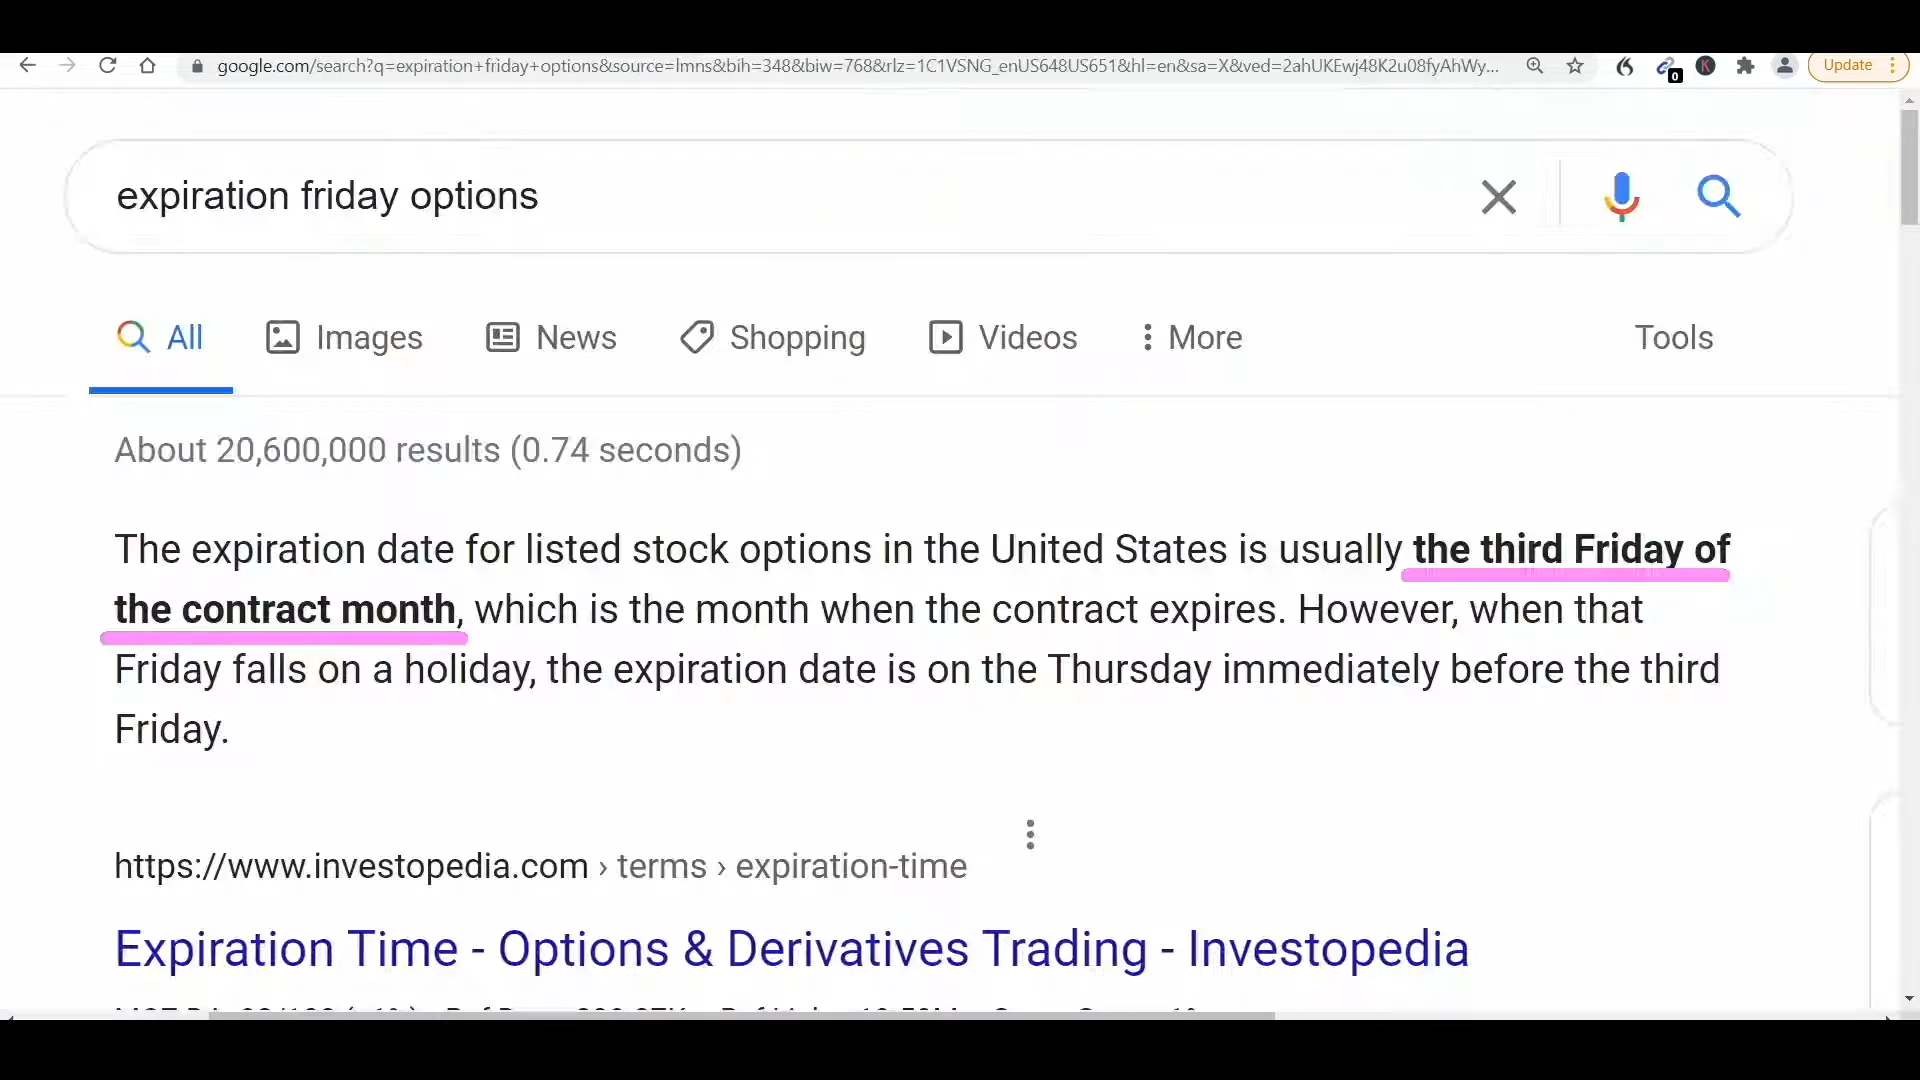 google.com/search?q=expiration+friday+options&source=lmns&bih=348&biw=768&rlz=1C1VSNG_enUS648US651&hl=en&sa=X&ved=2ahUKEwj48K2u08fyAhWy...
0
K
Update
expiration friday options
All
Images
News
Shopping
Videos
More
Tools
About 20,600,000 results (0.74 seconds)
The expiration date for listed stock options in the United States is usually the third Friday of
the contract month, which is the month when the contract expires. However, when that
Friday falls on a holiday, the expiration date is on the Thursday immediately before the third
Friday.
https://www.investopedia.com › terms › expiration-time
Expiration Time - Options & Derivatives Trading - Investopedia